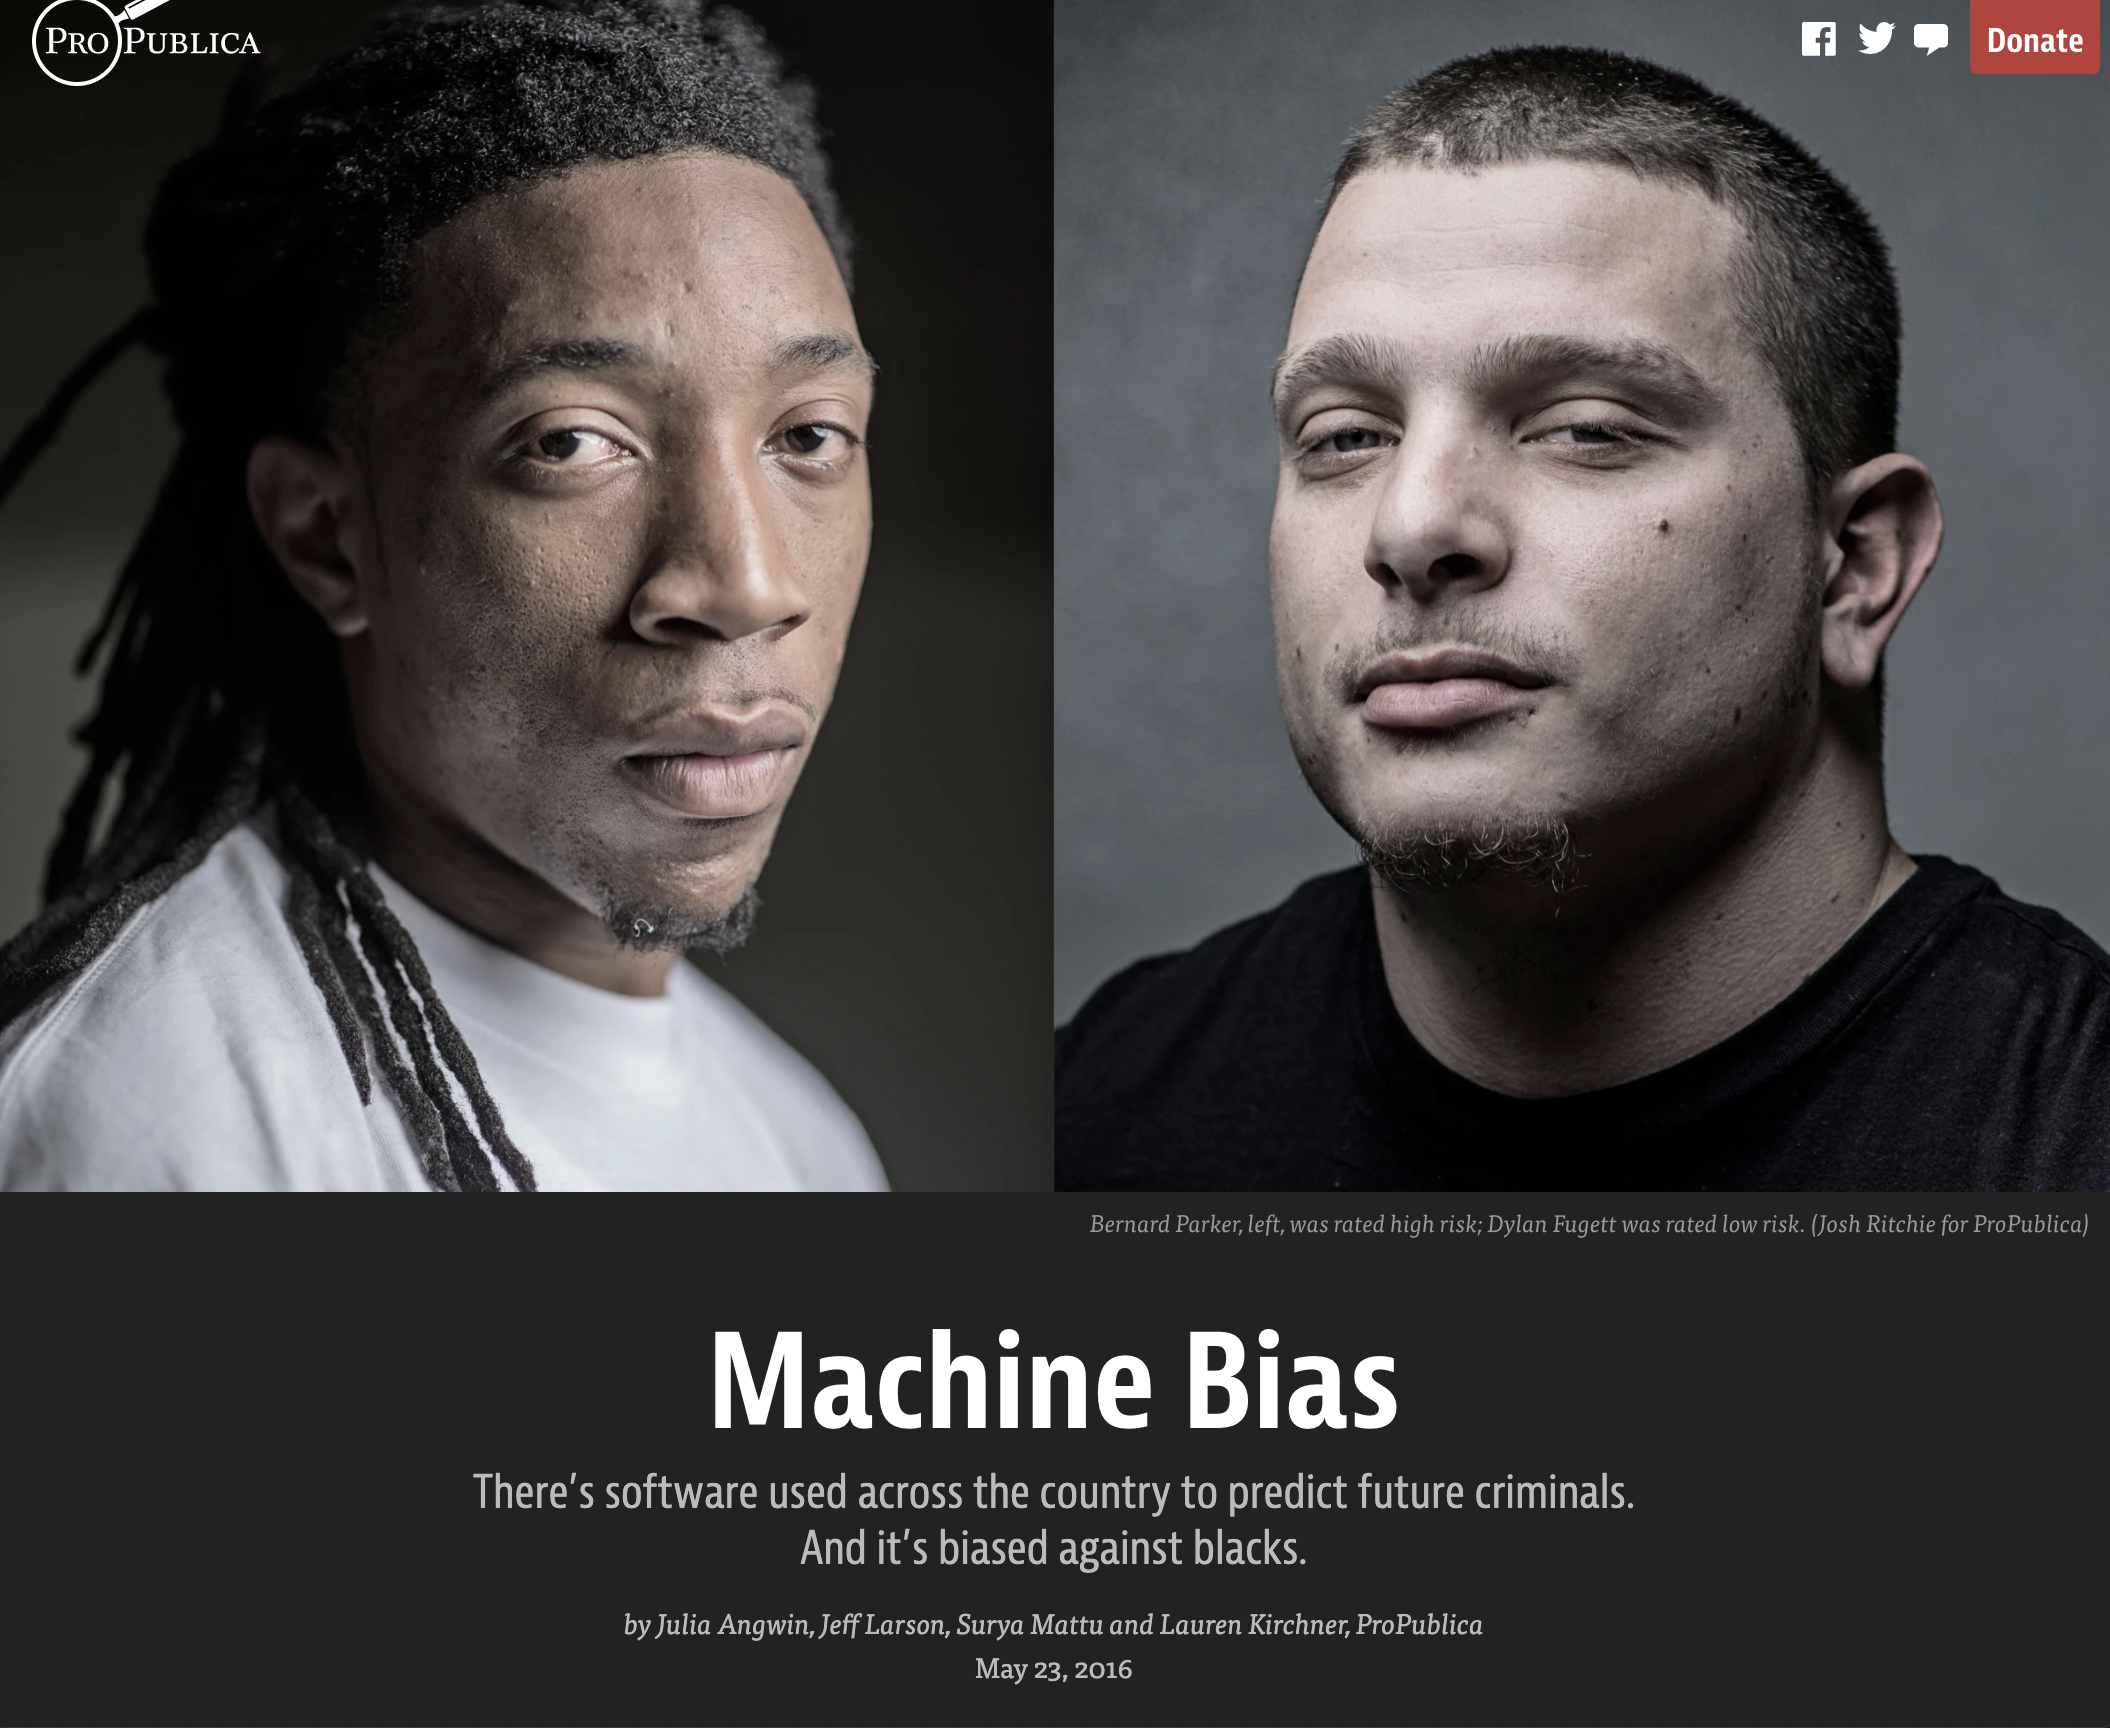 PROPUBLICA
Donate
Bernard Parker, left, was rated high risk; Dylan Fugett was rated low risk. (Josh Ritchie for ProPublica)
Machine Bias
There’s software used across the country to predict future criminals.
And it’s biased against blacks.
by Julia Angwin, Jeff Larson, Surya Mattu and Lauren Kirchner, ProPublica
May 23, 2016